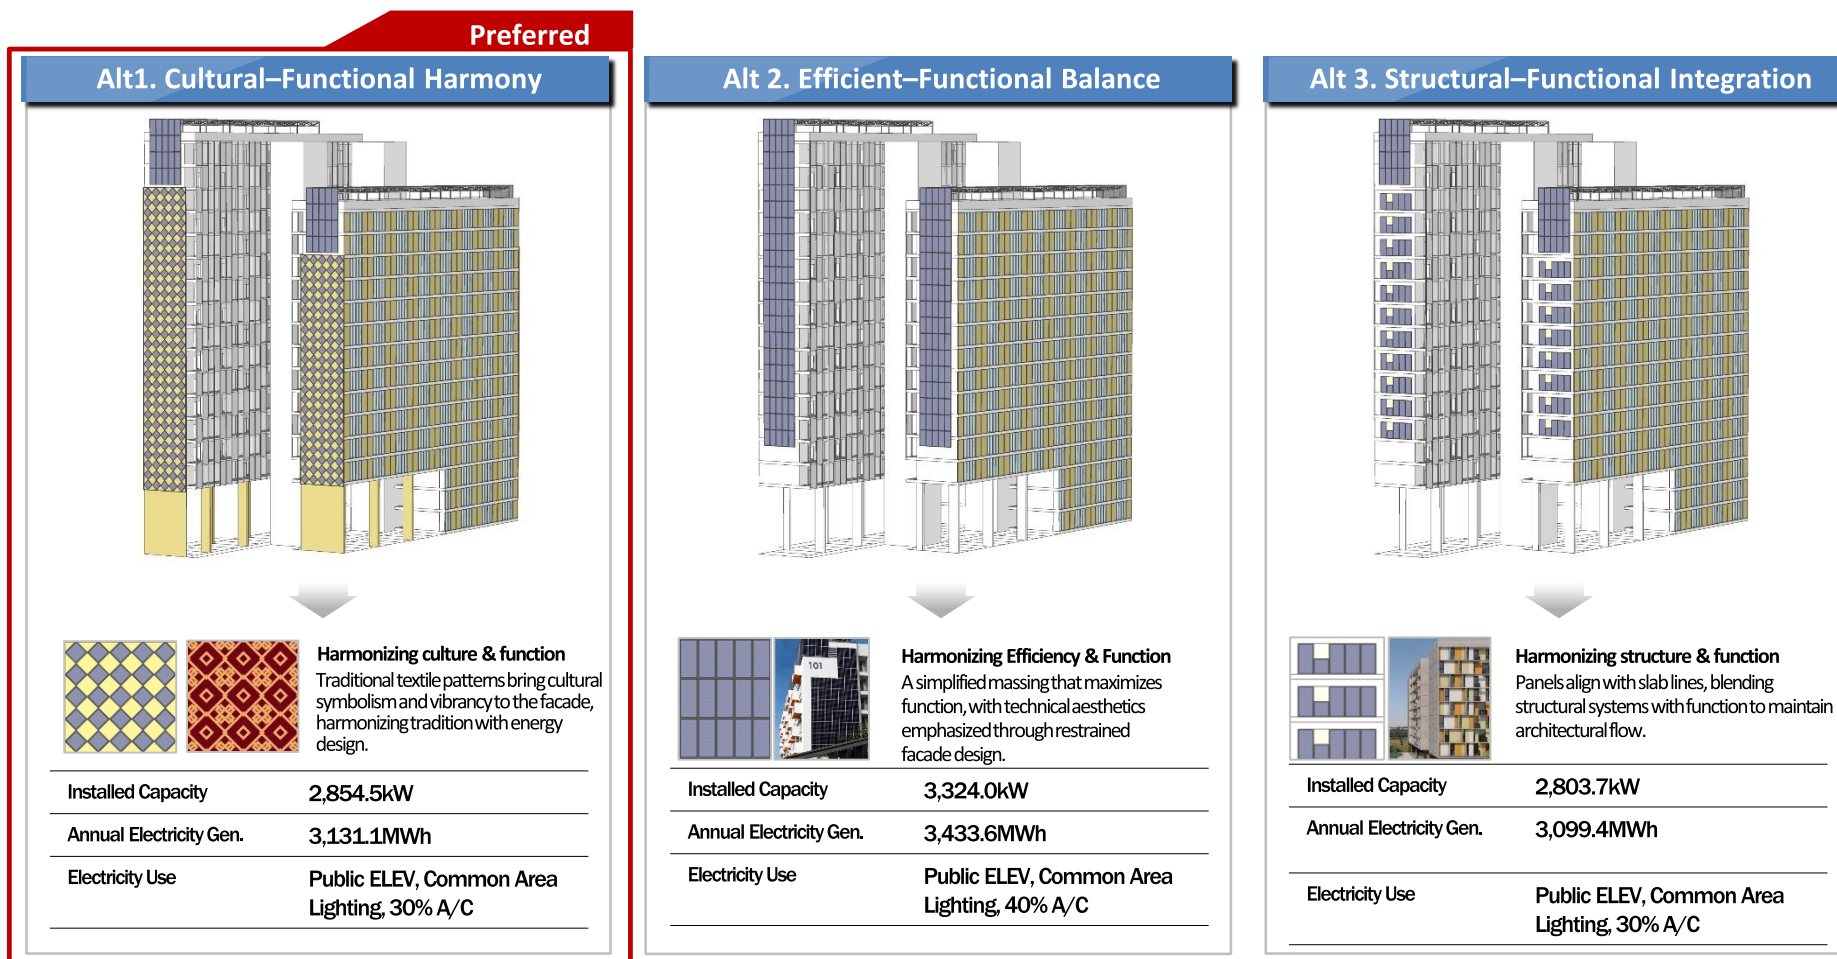 Preferred
Alt1. Cultural–Functional Harmony
Harmonizing culture & function
Traditional textile patterns bring cultural
symbolism and vibrancy to the facade,
harmonizing tradition with energy
design.
Installed Capacity 2,854.5kW
Annual Electricity Gen. 3,131.1MWh
Electricity Use Public ELEV, Common Area
Lighting, 30% A/C
Alt 2. Efficient–Functional Balance
101
Harmonizing Efficiency & Function
A simplified massing that maximizes
function, with technical aesthetics
emphasized through restrained
facade design.
Installed Capacity 3,324.0kW
Annual Electricity Gen. 3,433.6MWh
Electricity Use Public ELEV, Common Area
Lighting, 40% A/C
Alt 3. Structural–Functional Integration
Harmonizing structure & function
Panels align with slab lines, blending
structural systems with function to maintain
architectural flow.
Installed Capacity 2,803.7kW
Annual Electricity Gen. 3,099.4MWh
Electricity Use Public ELEV, Common Area
Lighting, 30% A/C